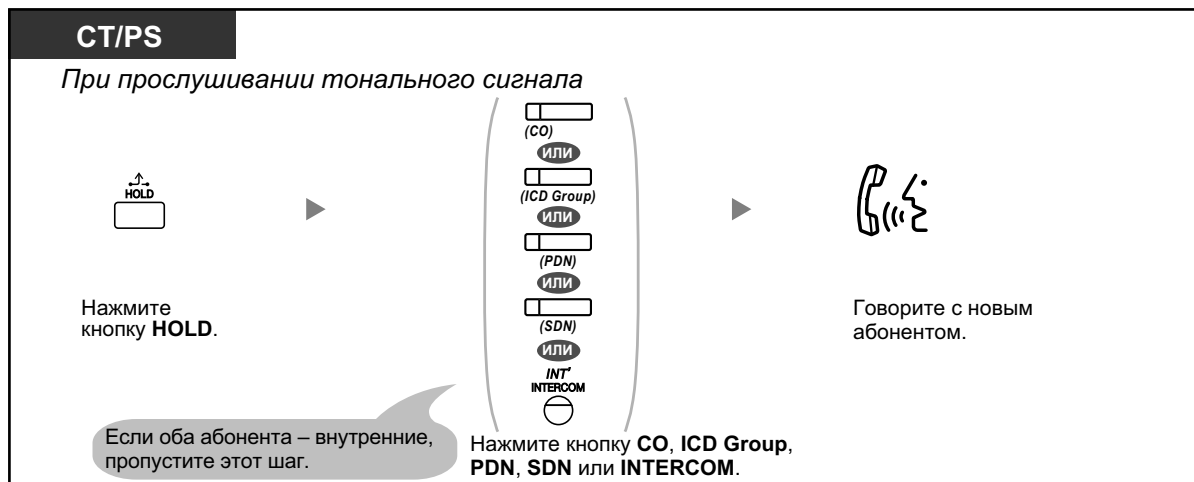 CT/PS
При прослушивании тонального сигнала
HOLD
Нажмите
кнопку HOLD.
(CO)
ИЛИ
(ICD Group)
ИЛИ
(PDN)
ИЛИ
(SDN)
ИЛИ
INT'
INTERCOM
Если оба абонента – внутренние,
пропустите этот шаг.
Нажмите кнопку CO, ICD Group,
PDN, SDN или INTERCOM.
Говорите с новым
абонентом.